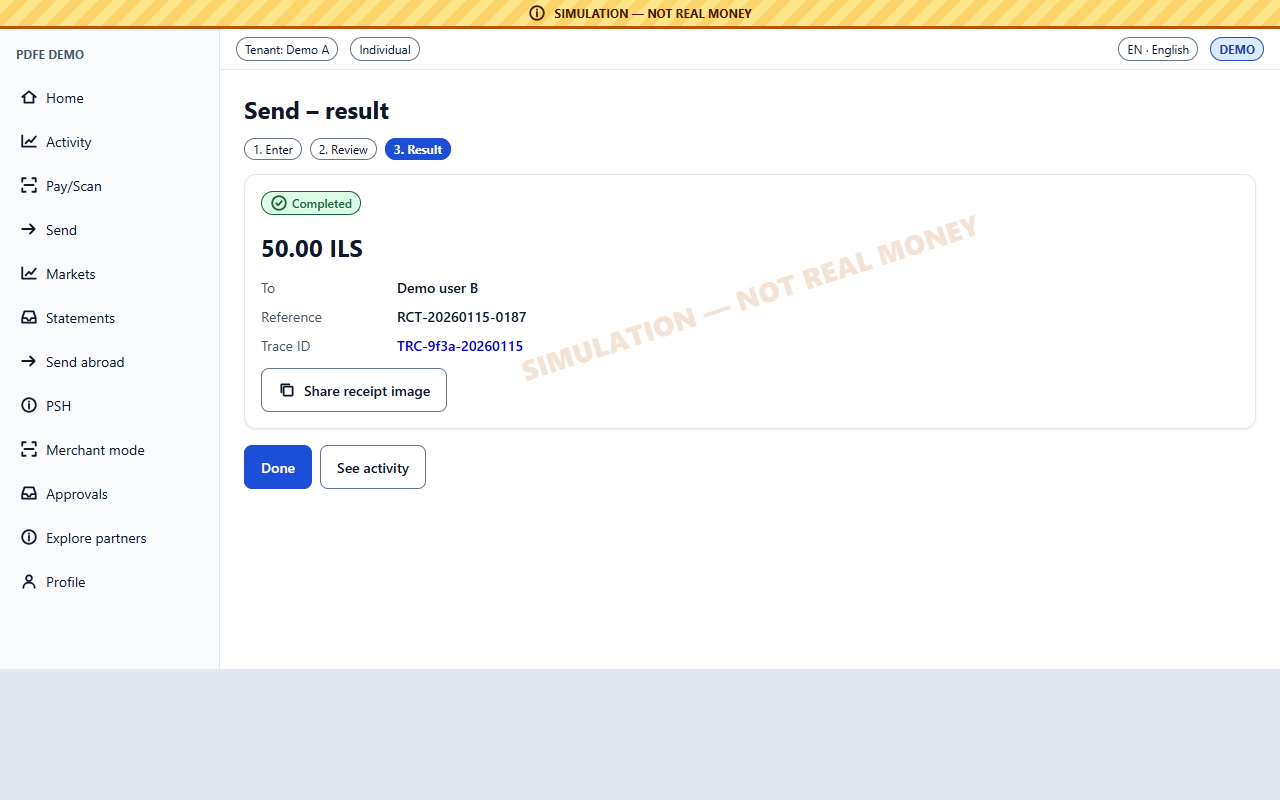 SIMULATION — NOT REAL MONEY
PDFE DEMO
Home
Activity
Pay/Scan
Send
Markets
Statements
Send abroad
PSH
Merchant mode
Approvals
Explore partners
Profile
Tenant: Demo A
Individual
EN · English
DEMO
Send – result
1. Enter
2. Review
3. Result
Completed
50.00 ILS
To Demo user B
Reference RCT-20260115-0187
Trace ID TRC-9f3a-20260115
Share receipt image
SIMULATION — NOT REAL MONEY
Done
See activity